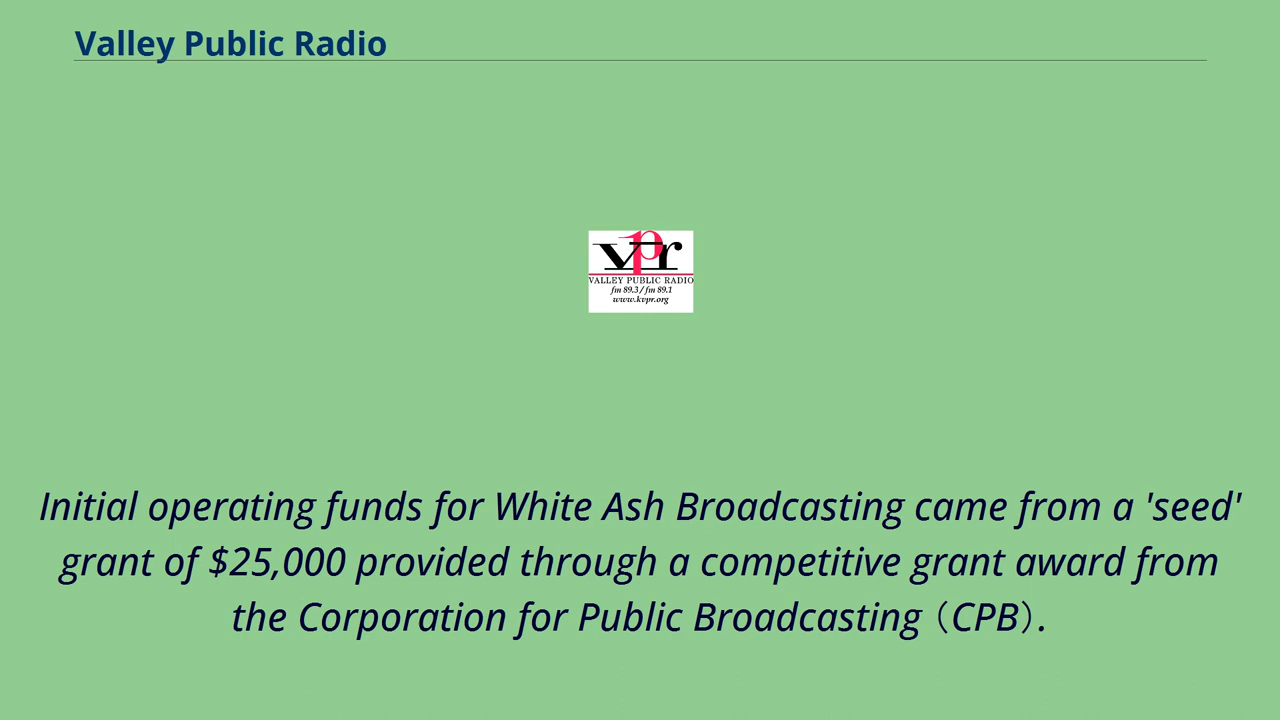 Valley Public Radio
vpr
VALLEY PUBLIC RADIO
fm 89.3 / fm 89.1
www.kvpr.org
Initial operating funds for White Ash Broadcasting came from a 'seed'
grant of $25,000 provided through a competitive grant award from
the Corporation for Public Broadcasting（CPB）.